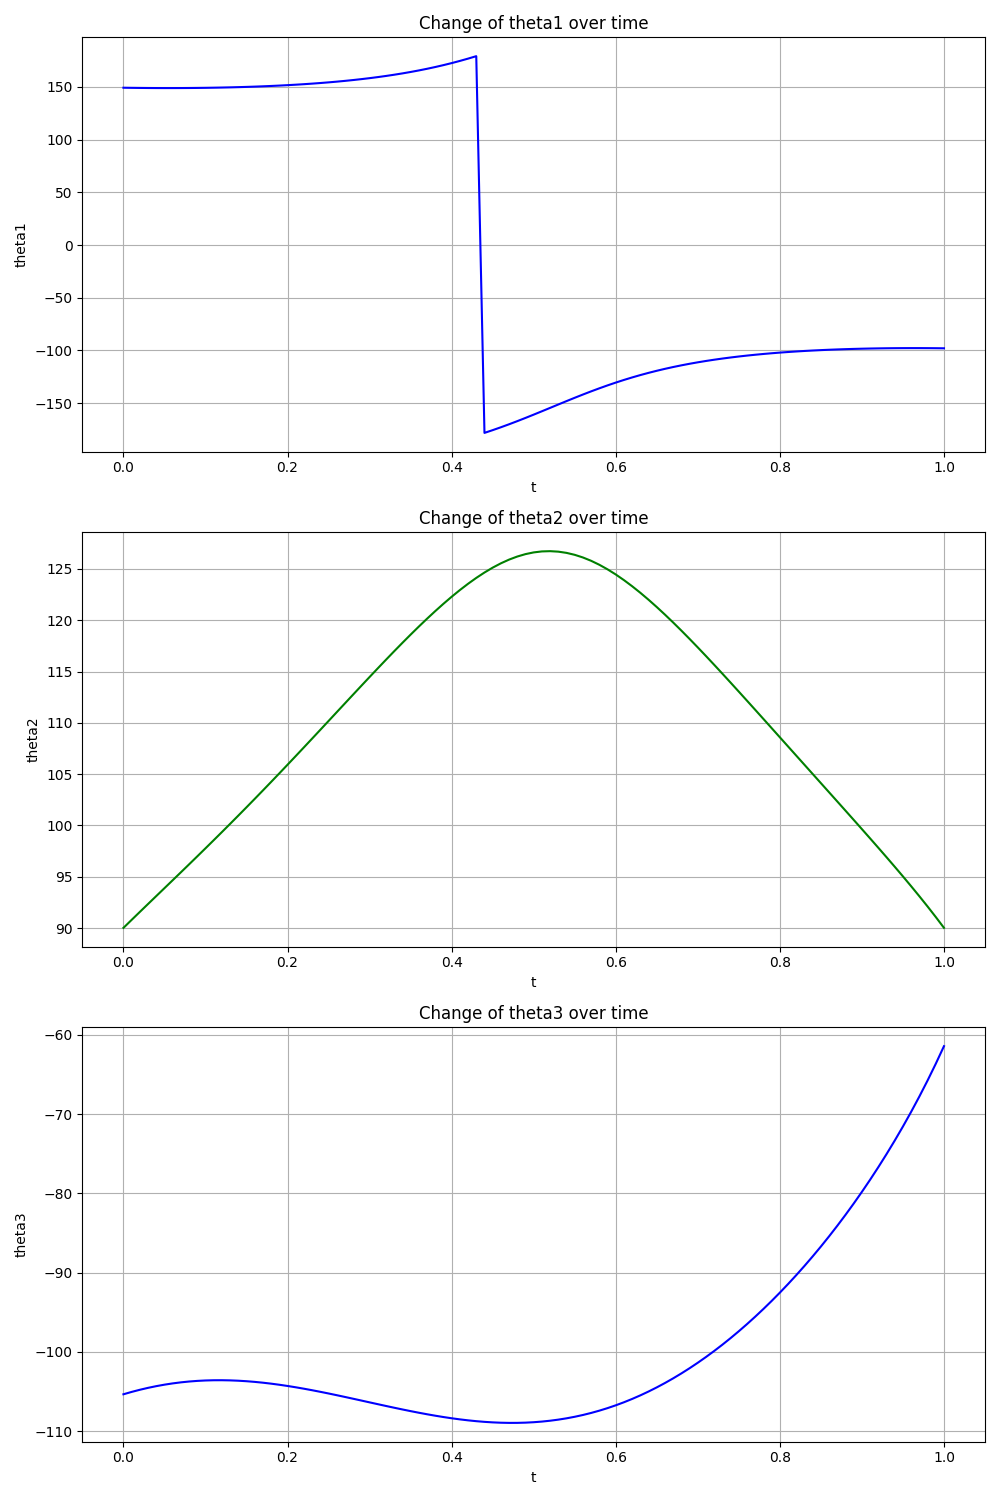 Change of theta1 over time
150
100
50
0
−50
−100
−150
theta1
0.0 0.2 0.4 0.6 0.8 1.0
t
Change of theta2 over time
125
120
115
110
105
100
95
90
theta2
0.0 0.2 0.4 0.6 0.8 1.0
t
Change of theta3 over time
−60
−70
−80
−90
−100
−110
theta3
0.0 0.2 0.4 0.6 0.8 1.0
t